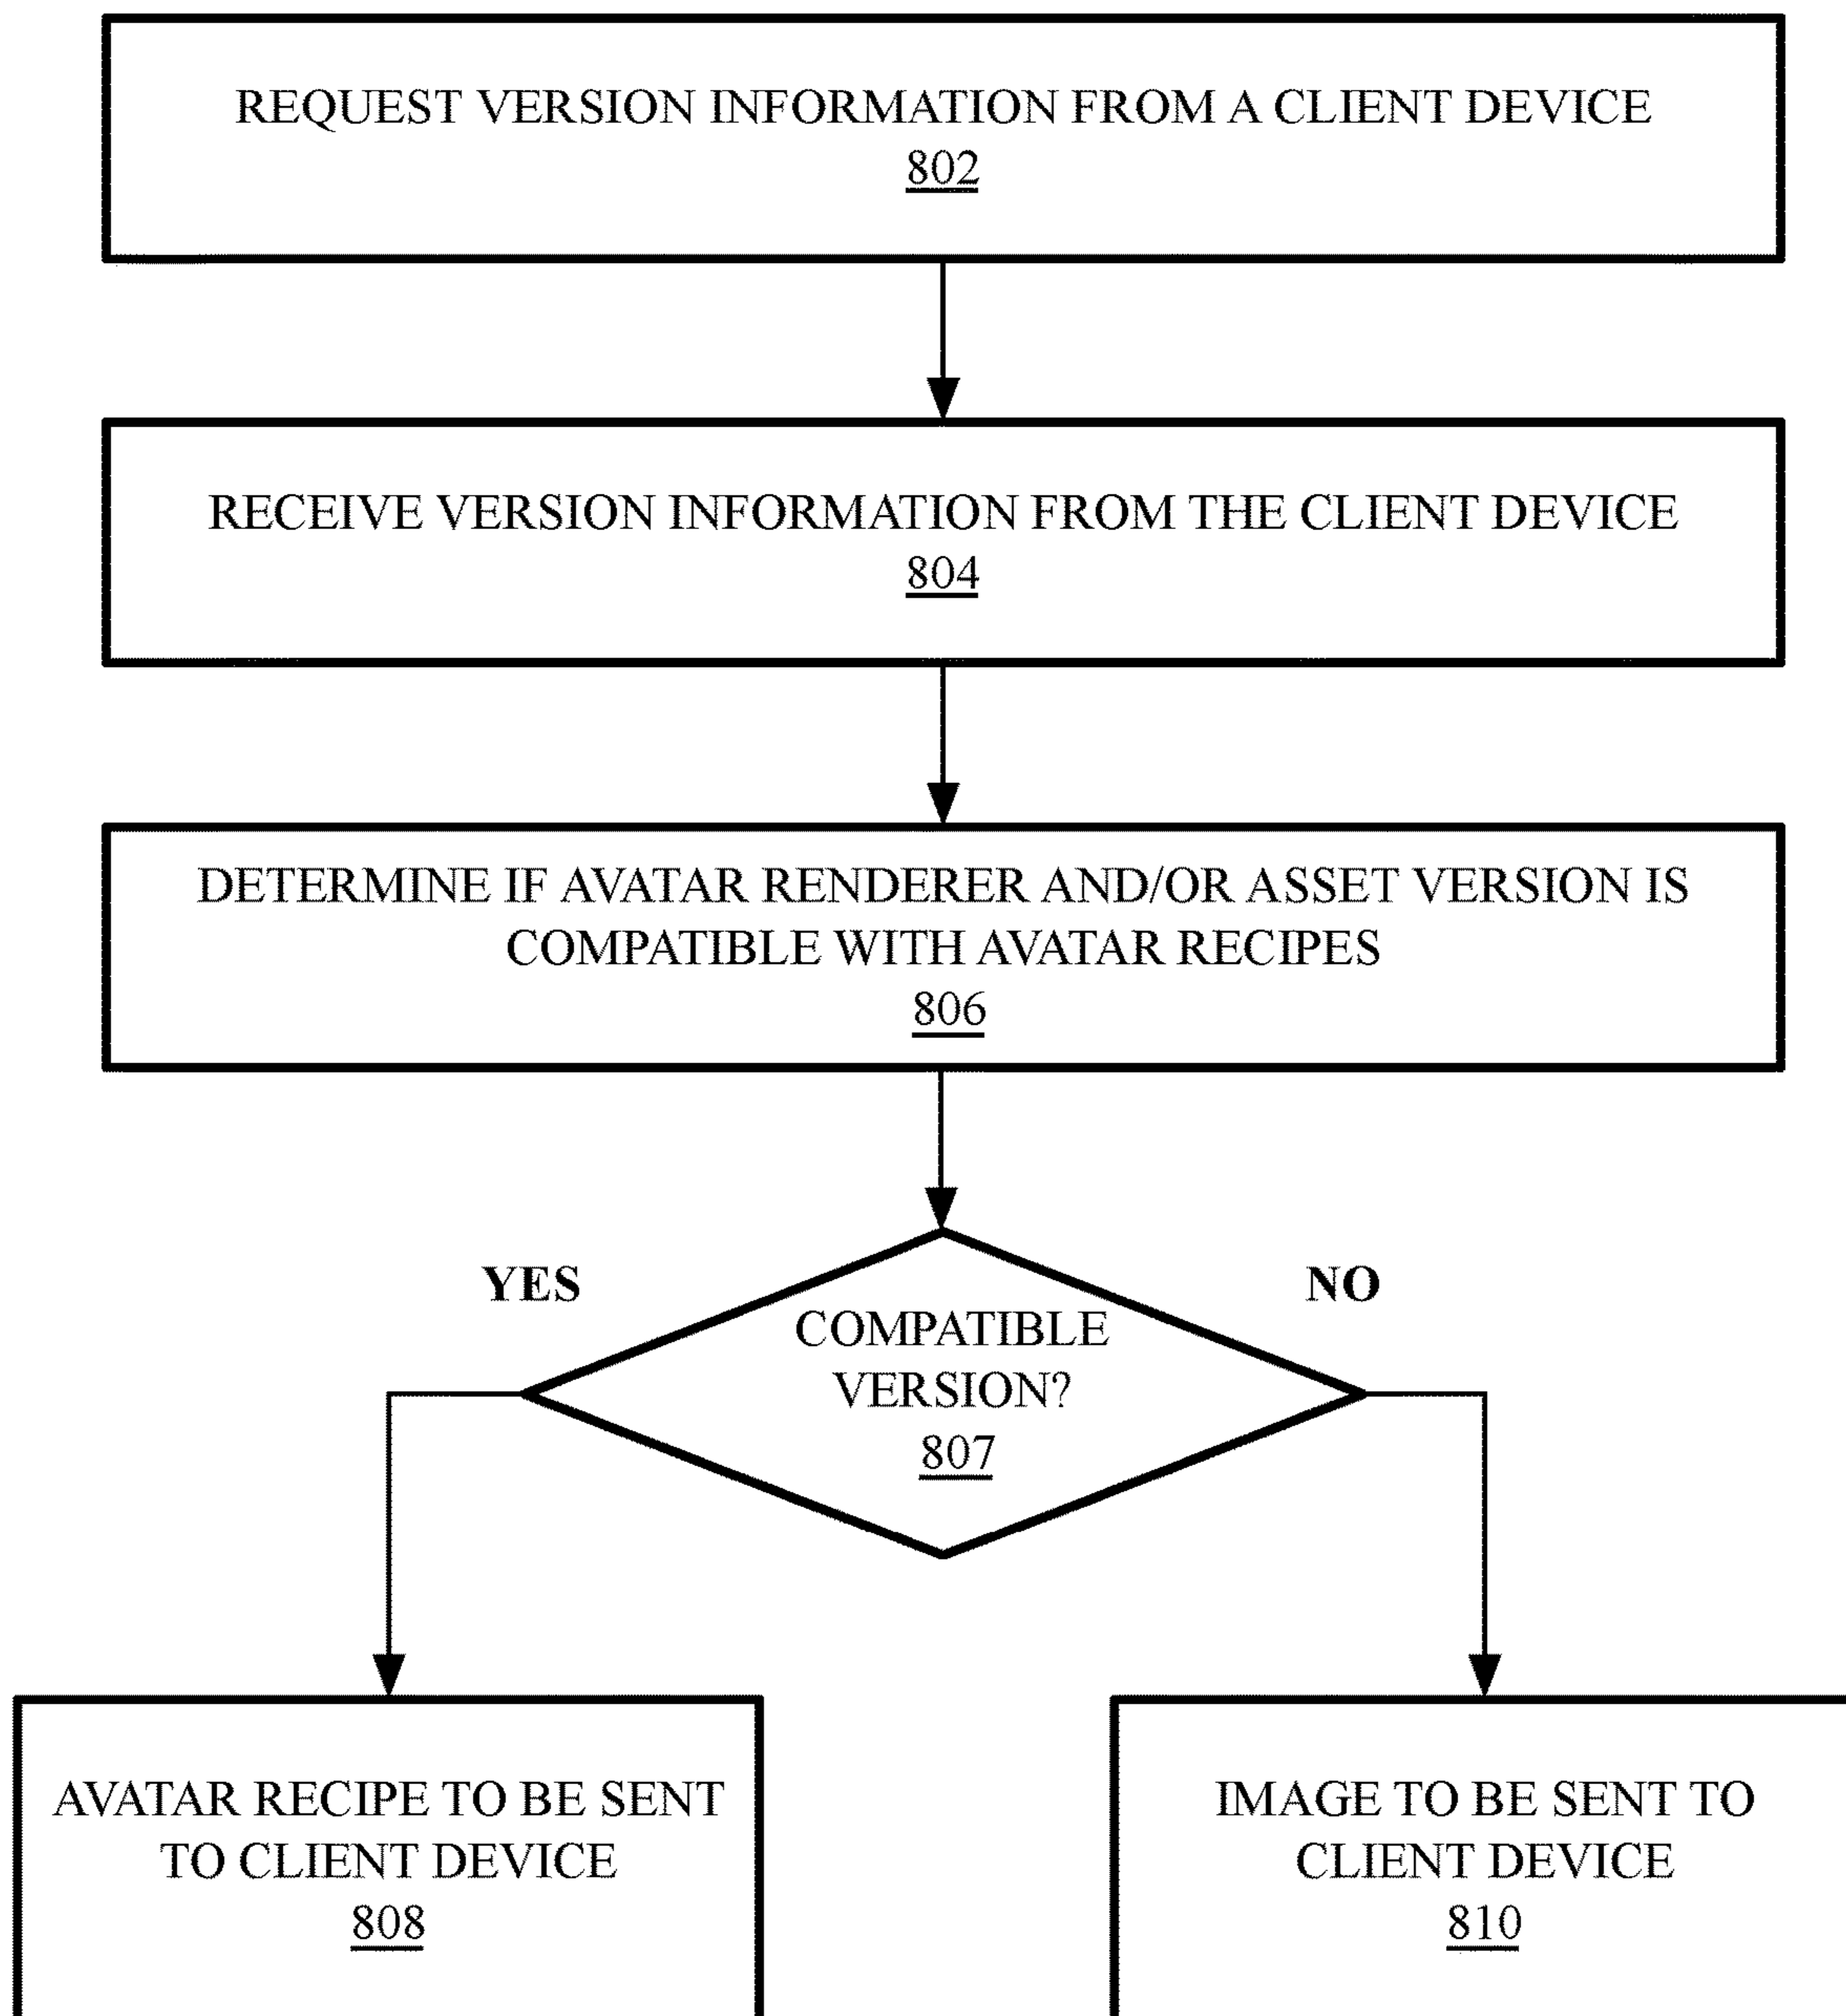 REQUEST VERSION INFORMATION FROM A CLIENT DEVICE
802
RECEIVE VERSION INFORMATION FROM THE CLIENT DEVICE
804
DETERMINE IF AVATAR RENDERER AND/OR ASSET VERSION IS
COMPATIBLE WITH AVATAR RECIPES
806
YES
NO
COMPATIBLE
VERSION?
807
AVATAR RECIPE TO BE SENT
TO CLIENT DEVICE
808
IMAGE TO BE SENT TO
CLIENT DEVICE
810